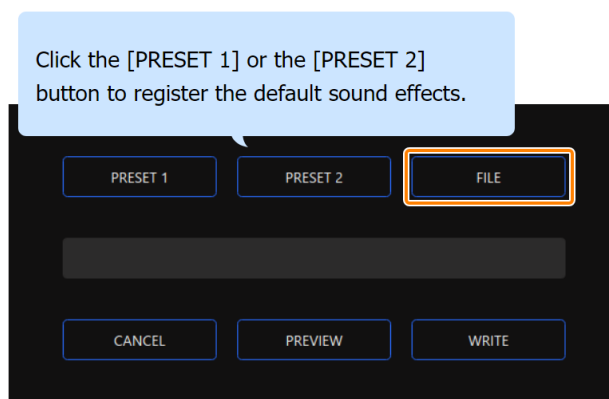 Click the [PRESET 1] or the [PRESET 2]
button to register the default sound effects.
PRESET 1
PRESET 2
FILE
CANCEL
PREVIEW
WRITE